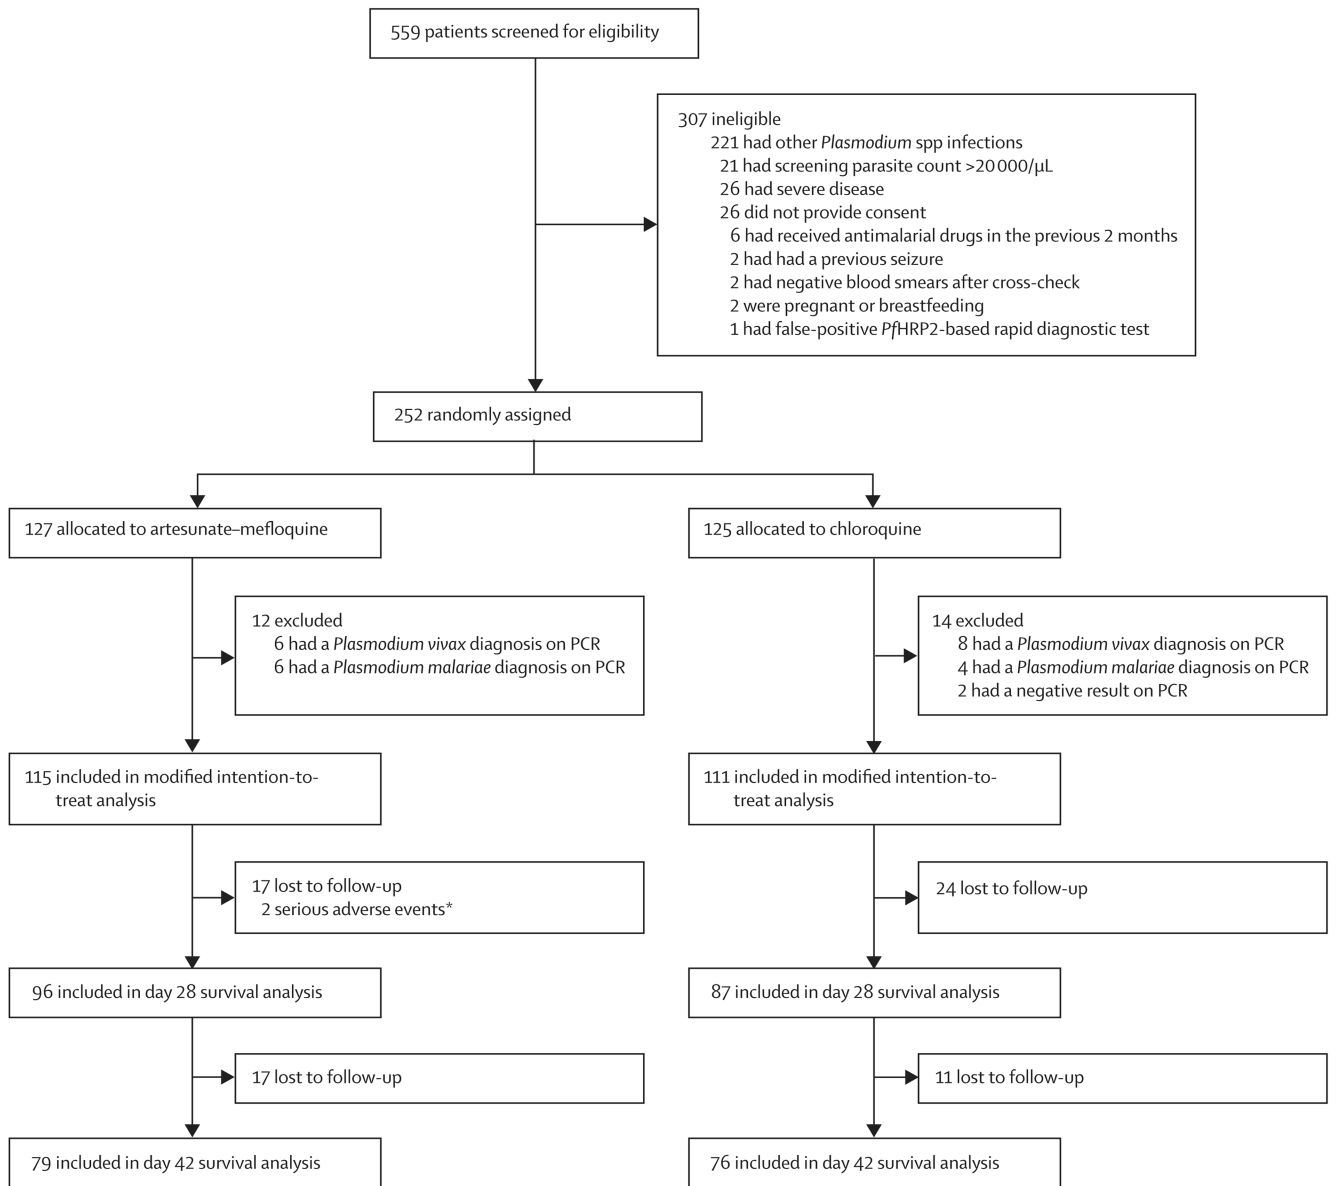 559 patients screened for eligibility
307 ineligible
221 had other Plasmodium spp infections
21 had screening parasite count >20 000/µL
26 had severe disease
26 did not provide consent
6 had received antimalarial drugs in the previous 2 months
2 had had a previous seizure
2 had negative blood smears after cross-check
2 were pregnant or breastfeeding
1 had false-positive PfHRP2-based rapid diagnostic test
252 randomly assigned
127 allocated to artesunate–mefloquine
125 allocated to chloroquine
12 excluded
6 had a Plasmodium vivax diagnosis on PCR
6 had a Plasmodium malariae diagnosis on PCR
14 excluded
8 had a Plasmodium vivax diagnosis on PCR
4 had a Plasmodium malariae diagnosis on PCR
2 had a negative result on PCR
115 included in modified intention-to-
treat analysis
111 included in modified intention-to-
treat analysis
17 lost to follow-up
2 serious adverse events*
24 lost to follow-up
96 included in day 28 survival analysis
87 included in day 28 survival analysis
17 lost to follow-up
11 lost to follow-up
79 included in day 42 survival analysis
76 included in day 42 survival analysis